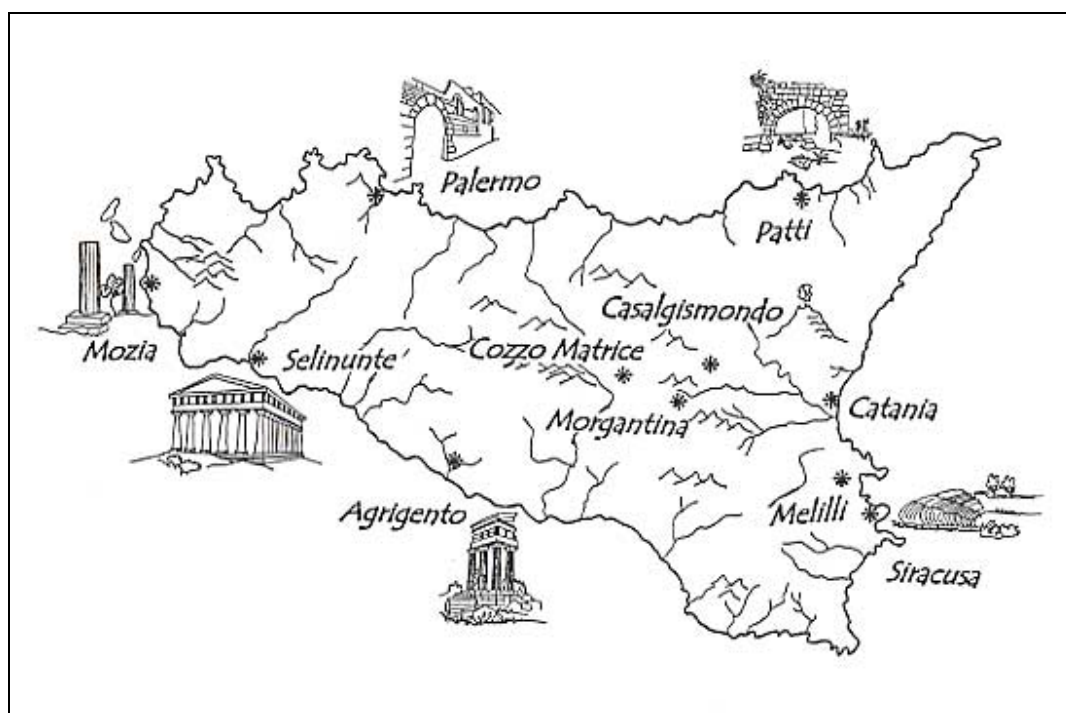 Palermo
Patti
Casalgismondo
Mozia
Selinunte
Cozzo Matrice
Morgantina
Catania
Agrigento
Melilli
Siracusa